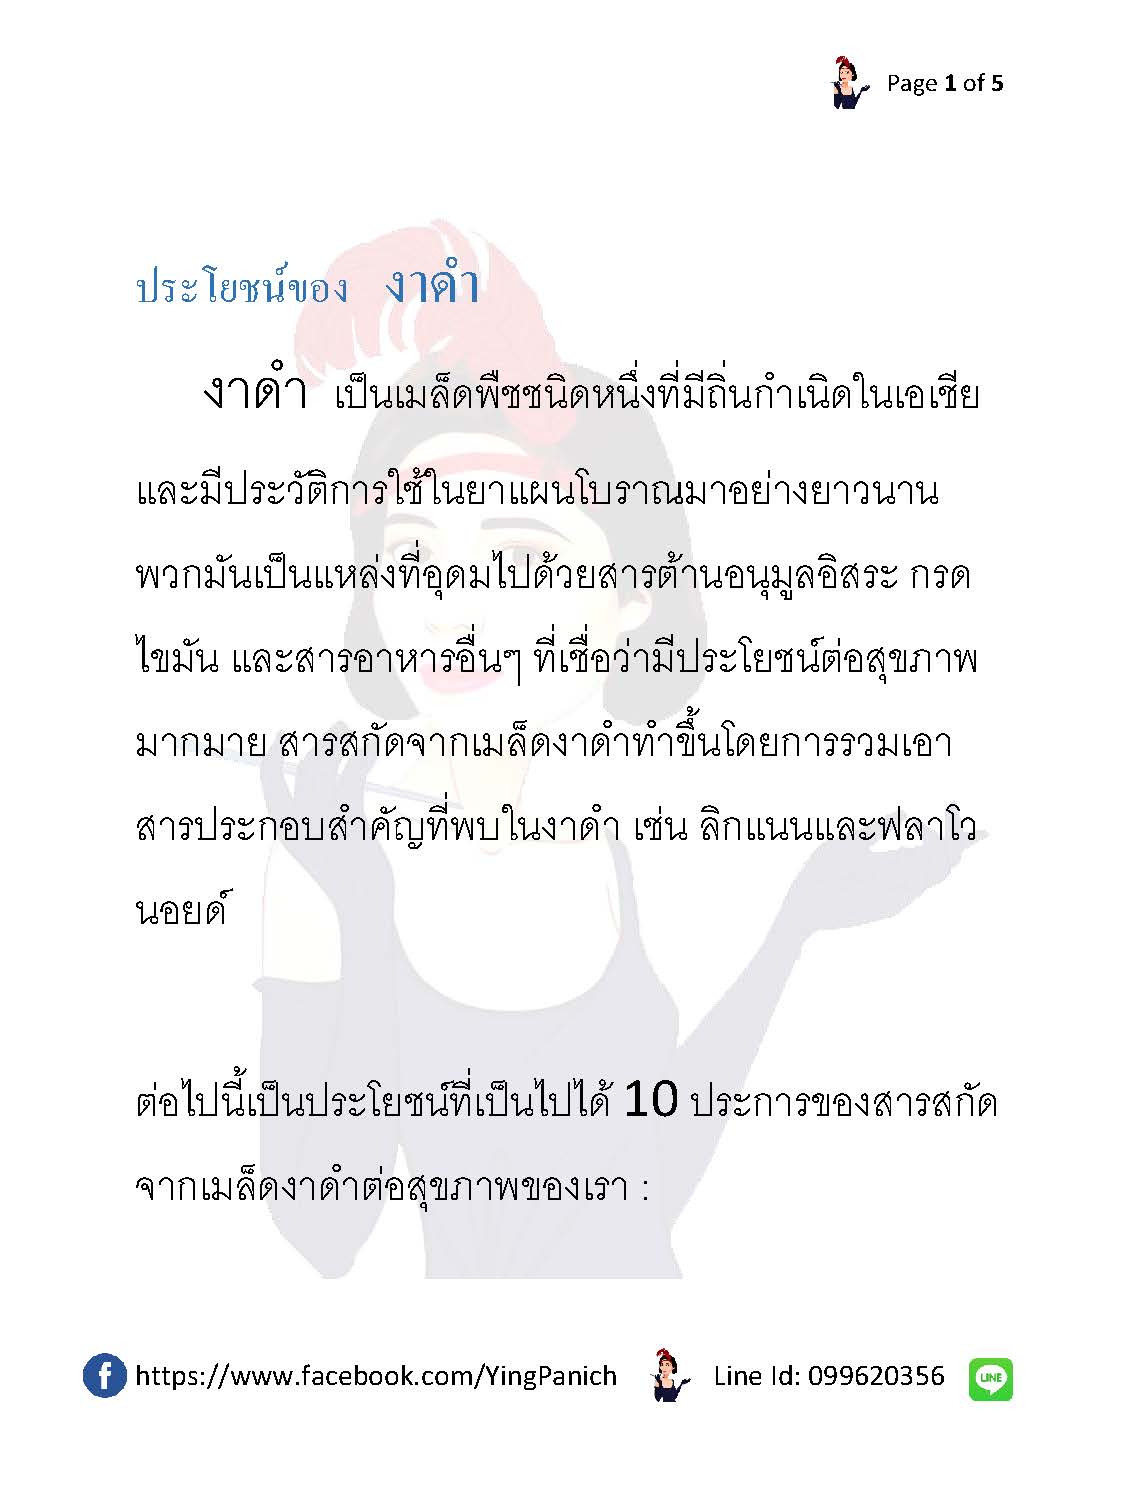 Page 1 of 5
ประโยชน์ของ งาดำ
งาดำ เป็นเมล็ดพืชชนิดหนึ่งที่มีถิ่นกำเนิดในเอเชีย
และมีประวัติการใช้ในยาแผนโบราณมาอย่างยาวนาน
พวกมันเป็นแหล่งที่อุดมไปด้วยสารต้านอนุมูลอิสระ กรด
ไขมัน และสารอาหารอื่นๆ ที่เชื่อว่ามีประโยชน์ต่อสุขภาพ
มากมาย สารสกัดจากเมล็ดงาดำทำขึ้นโดยการรวมเอา
สารประกอบสำคัญที่พบในงาดำ เช่น ลิกแนนและฟลาโว
นอยด์
ต่อไปนี้เป็นประโยชน์ที่เป็นไปได้ 10 ประการของสารสกัด
จากเมล็ดงาดำต่อสุขภาพของเรา :
https://www.facebook.com/YingPanich Line Id: 099620356 LINE